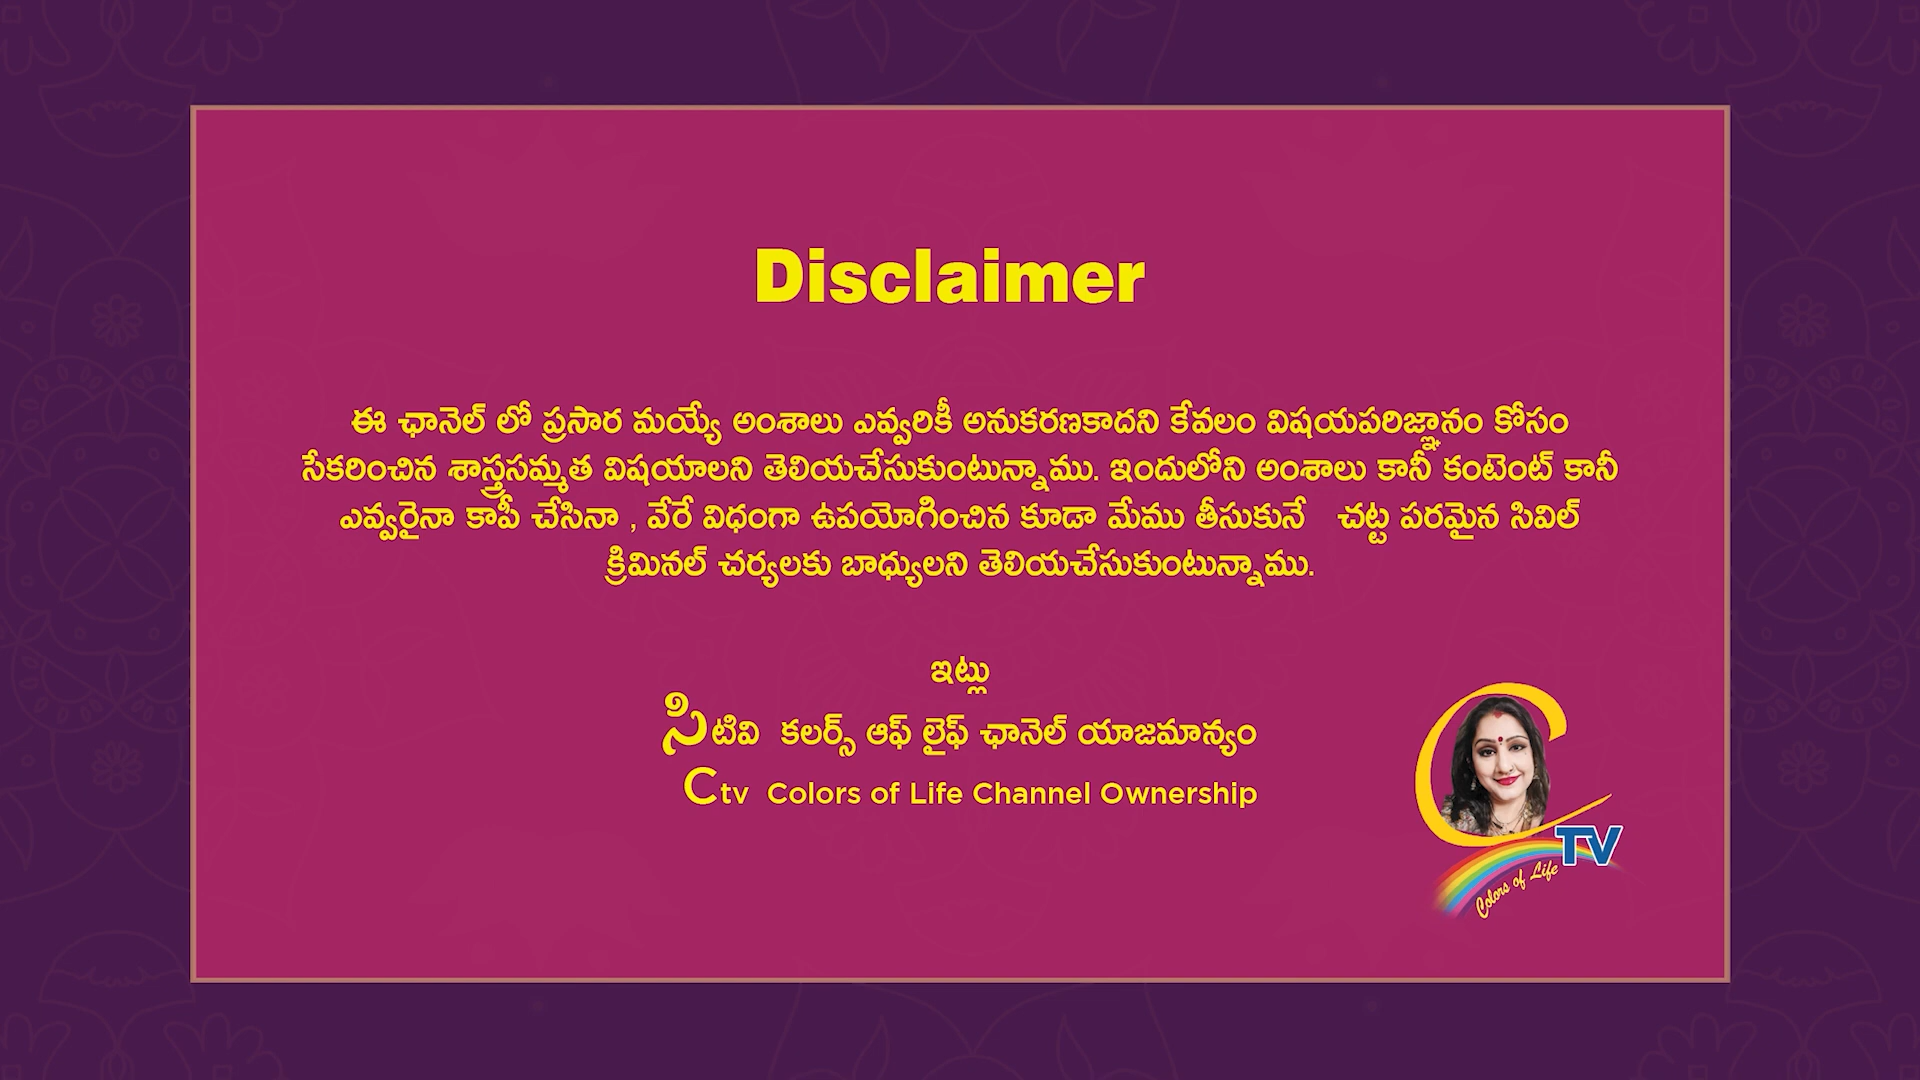 Disclaimer
ఈ ఛానెల్ లో ప్రసార మయ్యే అంశాలు ఎవ్వరికీ అనుకరణకాదని కేవలం విషయపరిజ్ఞానం కోసం
సేకరించిన శాస్త్రసమ్మత విషయాలని తెలియచేసుకుంటున్నాము. ఇందులోని అంశాలు కానీ కంటెంట్ కానీ
ఎవ్వరైనా కాపీ చేసినా , వేరే విధంగా ఉపయోగించిన కూడా మేము తీసుకునే చట్ట పరమైన సివిల్
క్రిమినల్ చర్యలకు బాధ్యులని తెలియచేసుకుంటున్నాము.
ఇట్లు
సిటివి కలర్స్ ఆఫ్ లైఫ్ ఛానెల్ యాజమాన్యం
Ctv Colors of Life Channel Ownership
C TV
Colors of Life